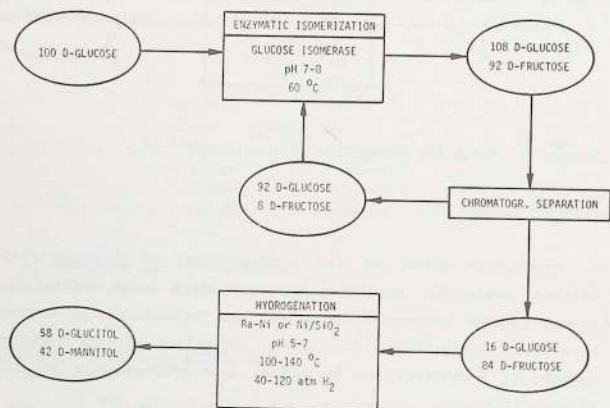 100 D-GLUCOSE
ENZYMATIC ISOMERIZATION
GLUCOSE ISOMERASE
pH 7-8
60 °C
108 D-GLUCOSE
92 D-FRUCTOSE
92 D-GLUCOSE
8 D-FRUCTOSE
CHROMATOGR. SEPARATION
HYDROGENATION
Ra-Ni or Ni/SiO2
pH 5-7
100-140 °C
40-120 atm H2
58 D-GLUCITOL
42 D-MANNITOL
16 D-GLUCOSE
84 D-FRUCTOSE